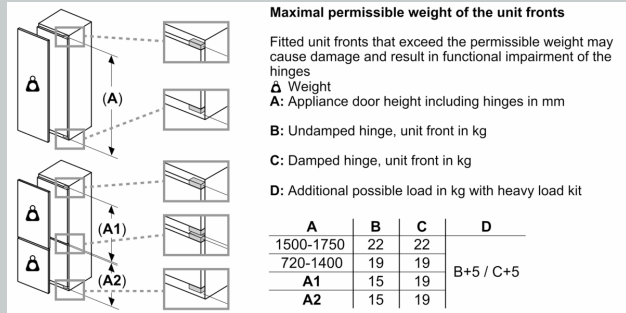 Maximal permissible weight of the unit fronts
Fitted unit fronts that exceed the permissible weight may
cause damage and result in functional impairment of the
hinges
Weight
A: Appliance door height including hinges in mm
B: Undamped hinge, unit front in kg
C: Damped hinge, unit front in kg
D: Additional possible load in kg with heavy load kit
(A)
(A1)
(A2)
A B C D
1500-1750 22 22
720-1400 19 19
B+5 / C+5
A1 15 19
A2 15 19